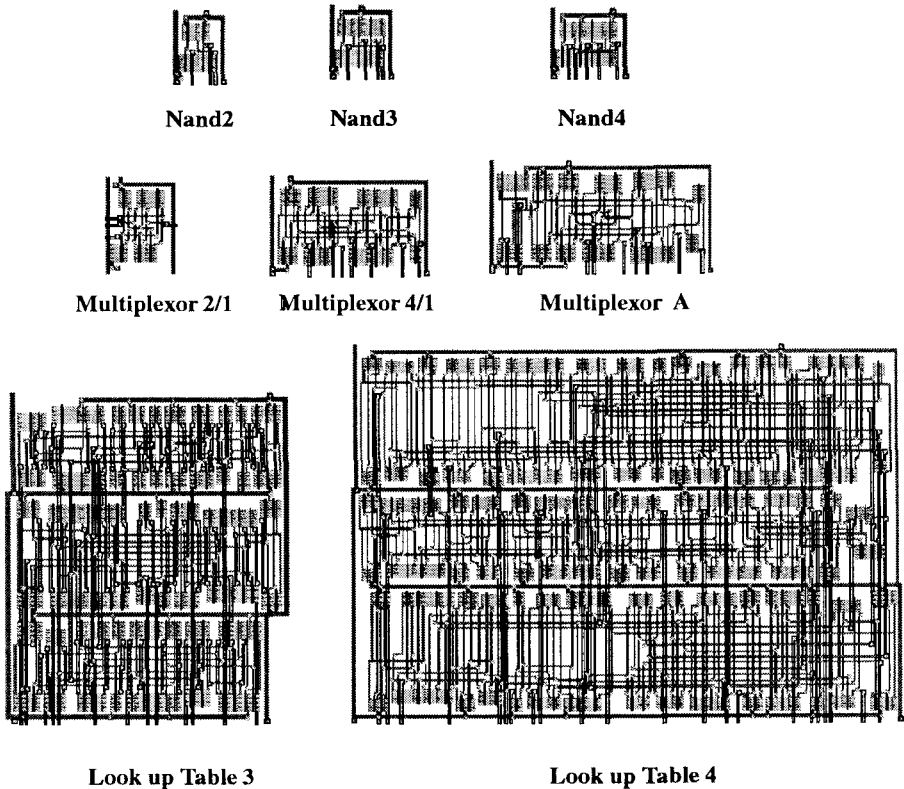 Nand2 Nand3 Nand4
Multiplexor 2/1 Multiplexor 4/1 Multiplexor A
Look up Table 3 Look up Table 4